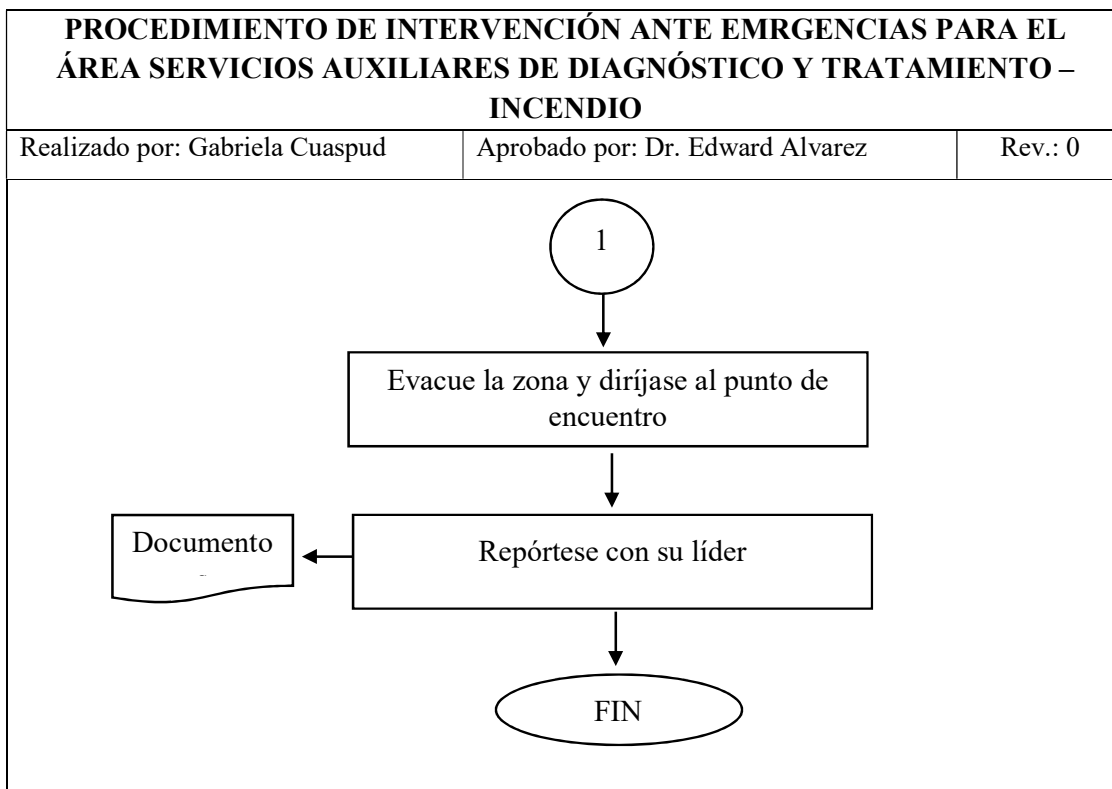 PROCEDIMIENTO DE INTERVENCIÓN ANTE EMRGENCIAS PARA EL
ÁREA SERVICIOS AUXILIARES DE DIAGNÓSTICO Y TRATAMIENTO –
INCENDIO
Realizado por: Gabriela Cuaspud
Aprobado por: Dr. Edward Alvarez
Rev.: 0
1
Evacue la zona y diríjase al punto de
encuentro
Documento
Repórtese con su líder
FIN